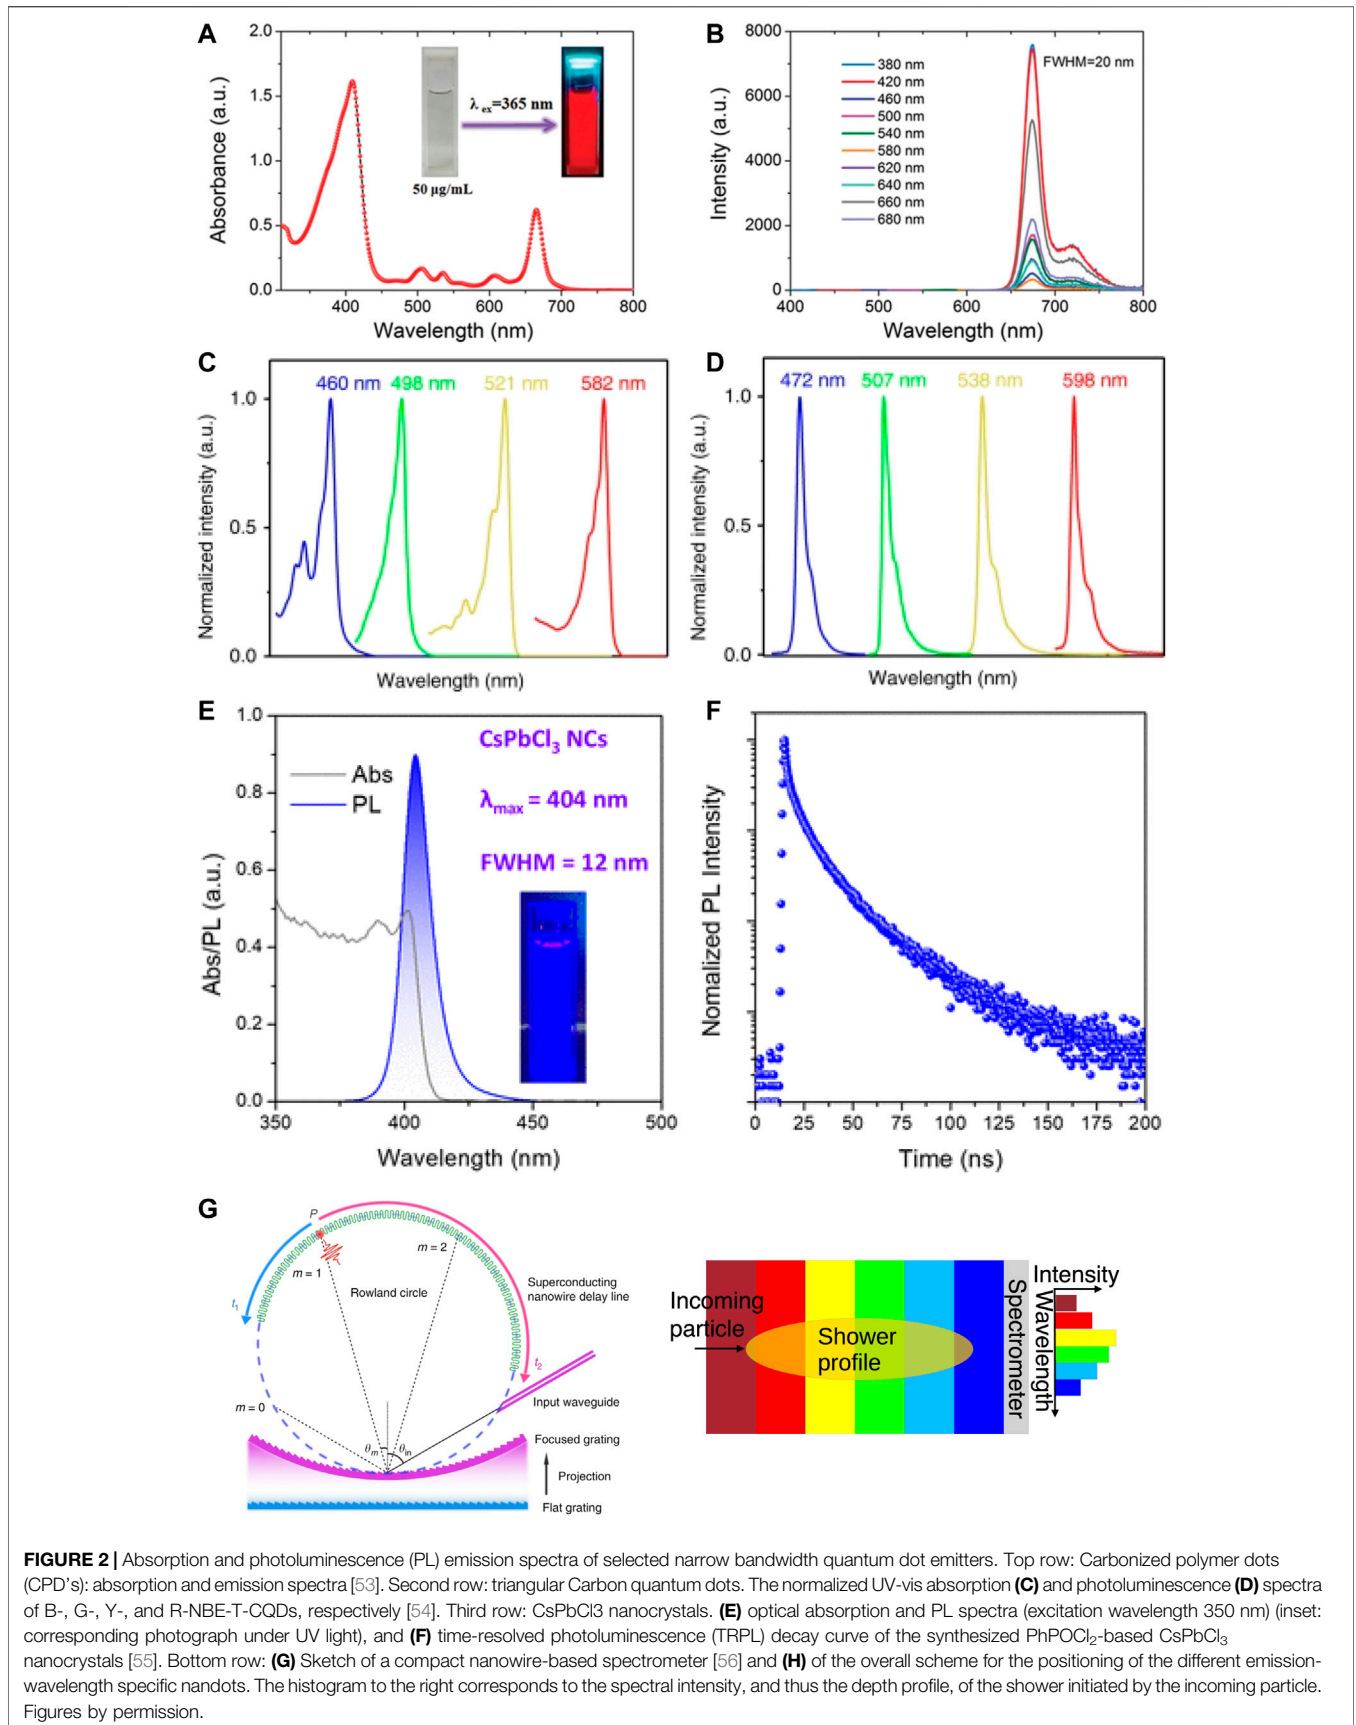 A
2.0
1.5
1.0
0.5
0.0
Absorbance (a.u.)
400 500 600 700 800
Wavelength (nm)
λ ex=365 nm
50 µg/mL
B
8000
6000
4000
2000
0
Intensity (a.u.)
FWHM=20 nm
380 nm
420 nm
460 nm
500 nm
540 nm
580 nm
620 nm
640 nm
660 nm
680 nm
400 500 600 700 800
Wavelength (nm)
C
460 nm 498 nm 521 nm 582 nm
1.0
0.5
0.0
Normalized intensity (a.u.)
Wavelength (nm)
D
472 nm 507 nm 538 nm 598 nm
1.0
0.5
0.0
Normalized intensity (a.u.)
Wavelength (nm)
E
1.0
0.8
0.6
0.4
0.2
0.0
Abs/PL (a.u.)
Abs
PL
CsPbCl3 NCs
λmax = 404 nm
FWHM = 12 nm
350 400 450 500
Wavelength (nm)
F
Nomalized PL Intensity
0 25 50 75 100 125 150 175 200
Time (ns)
G
P
m = 2
m = 1
t1
Rowland circle
Superconducting
nanowire delay line
t2
m = 0
Input waveguide
θm
θin
Focused grating
Projection
Flat grating
Incoming
particle
Shower
profile
Spectrometer
Intensity
Wavelength
FIGURE 2 | Absorption and photoluminescence (PL) emission spectra of selected narrow bandwidth quantum dot emitters. Top row: Carbonized polymer dots
(CPD's): absorption and emission spectra [53]. Second row: triangular Carbon quantum dots. The normalized UV-vis absorption (C) and photoluminescence (D) spectra
of B-, G-, Y-, and R-NBE-T-CQDs, respectively [54]. Third row: CsPbCl3 nanocrystals. (E) optical absorption and PL spectra (excitation wavelength 350 nm) (inset:
corresponding photograph under UV light), and (F) time-resolved photoluminescence (TRPL) decay curve of the synthesized PhPOCl2-based CsPbCl3
nanocrystals [55]. Bottom row: (G) Sketch of a compact nanowire-based spectrometer [56] and (H) of the overall scheme for the positioning of the different emission-
wavelength specific nandots. The histogram to the right corresponds to the spectral intensity, and thus the depth profile, of the shower initiated by the incoming particle.
Figures by permission.